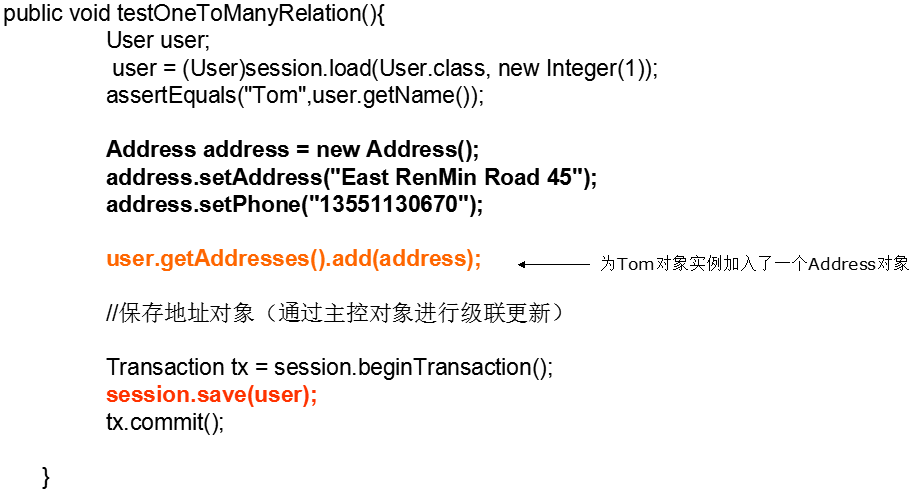 public void testOneToManyRelation(){
User user;
user = (User)session.load(User.class, new Integer(1));
assertEquals("Tom",user.getName());
Address address = new Address();
address.setAddress("East RenMin Road 45");
address.setPhone("13551130670");
user.getAddresses().add(address);
为Tom对象实例加入了一个Address对象
//保存地址对象（通过主控对象进行级联更新）
Transaction tx = session.beginTransaction();
session.save(user);
tx.commit();
}